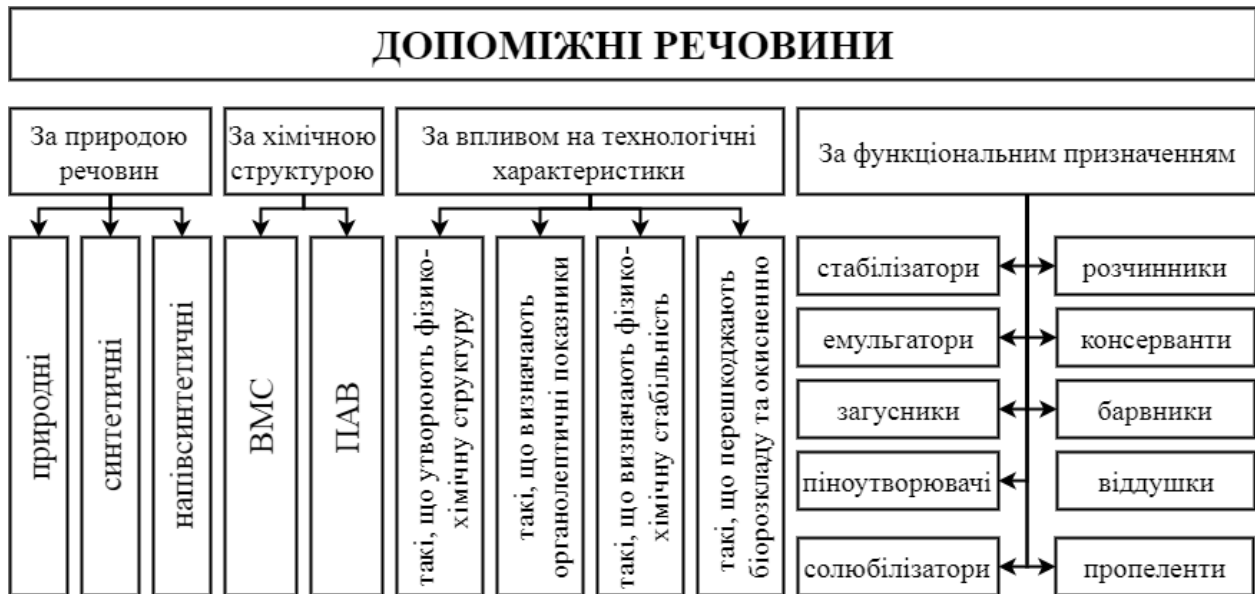 ДОПОМІЖНІ РЕЧОВИНИ
За природою
речовин
природні
синтетичні
напівсинтетичні
За хімічною
структурою
ВМС
ПАВ
За впливом на технологічні
характеристики
такі, що утворюють фізико-
хімічну структуру
такі, що визначають
органолептичні показники
такі, що визначають фізико-
хімічну стабільність
такі, що перешкоджають
біорозкладу та окисненню
За функціональним призначенням
стабілізатори
розчинники
емульгатори
консерванти
загусники
барвники
піноутворювачі
віддушки
солюбілізатори
пропеленти